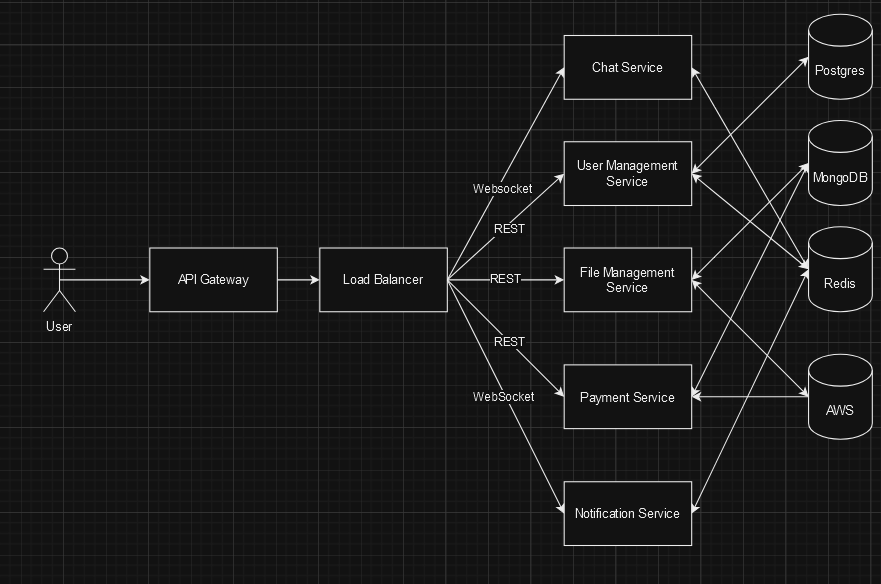 Chat Service
Postgres
User Management
Service
MongoDB
Websocket
REST
API Gateway
Load Balancer
REST
File Management
Service
Redis
User
REST
WebSocket
Payment Service
AWS
Notification Service